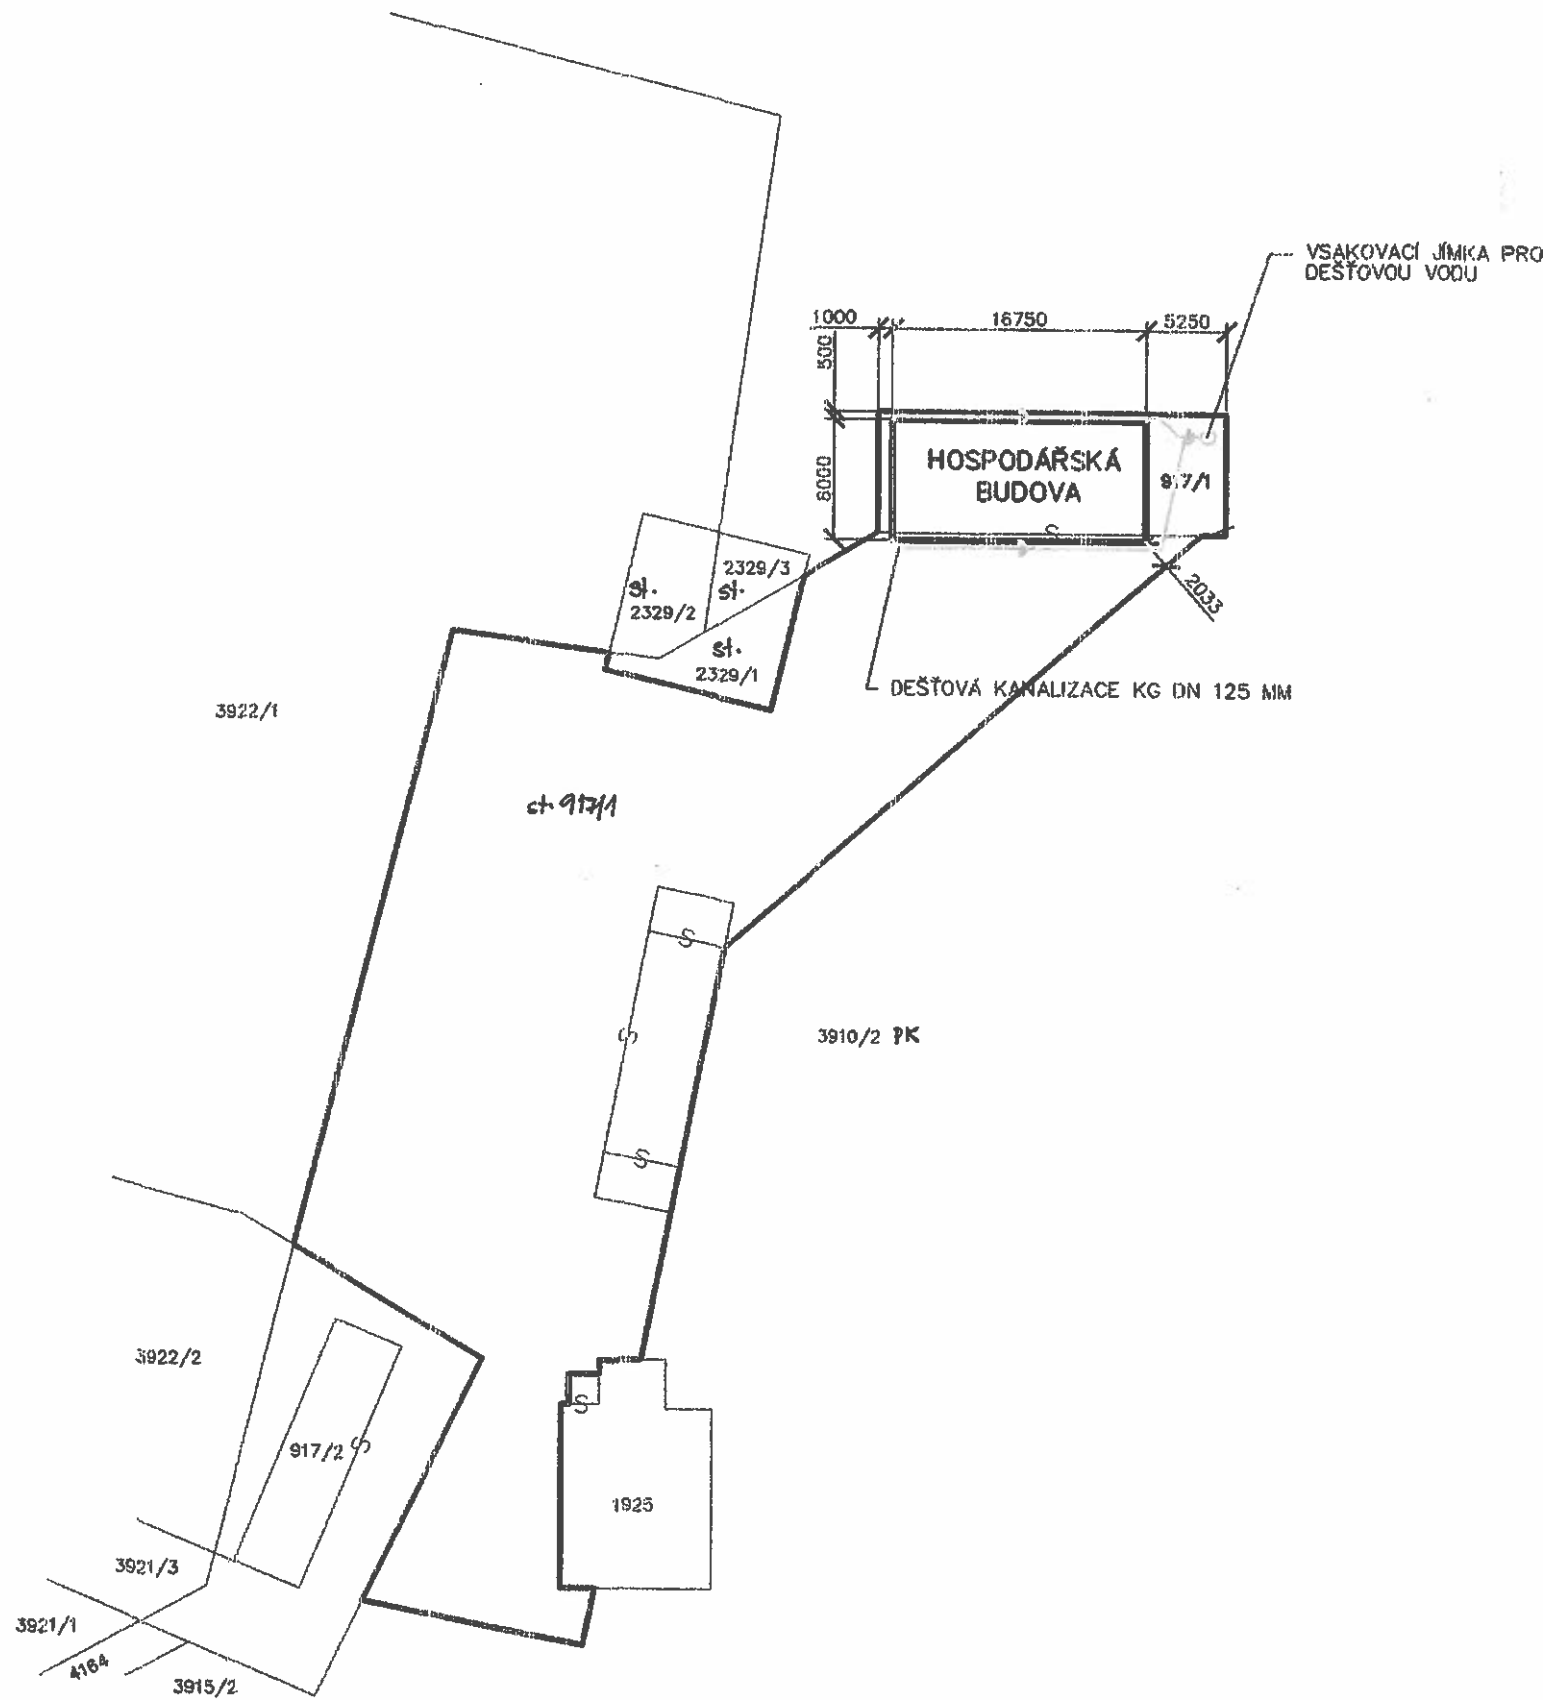 VSAKOVACÍ JÍMKA PRO
DEŠŤOVOU VODU
1000
16750
5250
500
8000
HOSPODÁŘSKÁ
BUDOVA
917/1
2033
st.
2329/2
2329/3
st.
st.
2329/1
DEŠŤOVÁ KANALIZACE KG DN 125 MM
3922/1
st. 917/1
3910/2 PK
3922/2
917/2
1925
3921/3
3921/1
4164
3915/2